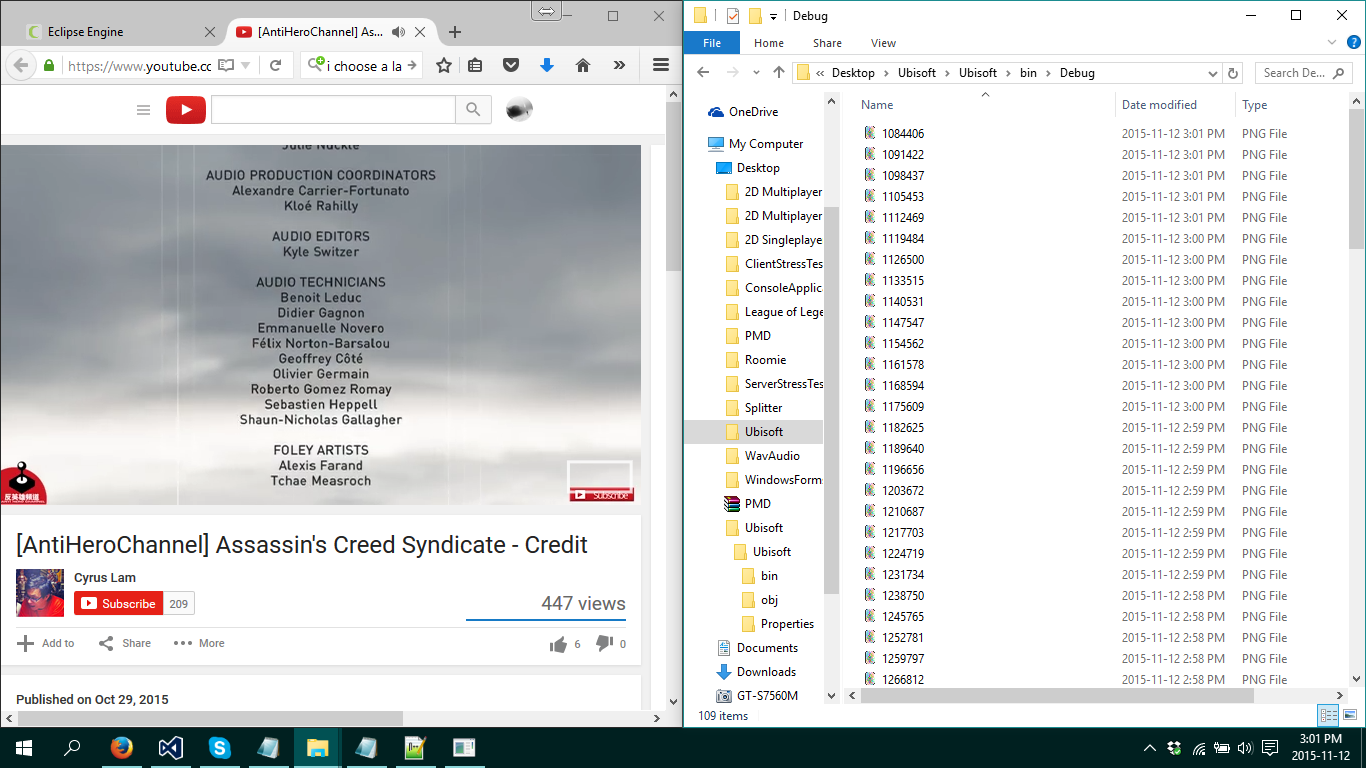 Eclipse Engine
[AntiHeroChannel] As...
https://www.youtube.cc
i choose a la
Julie Nuckle
AUDIO PRODUCTION COORDINATORS
Alexandre Carrier-Fortunato
Kloé Rahilly
AUDIO EDITORS
Kyle Switzer
AUDIO TECHNICIANS
Benoit Leduc
Didier Gagnon
Emmanuelle Novero
Félix Norton-Barsalou
Geoffrey Côté
Olivier Germain
Roberto Gomez Romay
Sebastien Heppell
Shaun-Nicholas Gallagher
FOLEY ARTISTS
Alexis Farand
Tchae Measroch
反英雄頻道
Subscribe
[AntiHeroChannel] Assassin's Creed Syndicate - Credit
Cyrus Lam
Subscribe 209
447 views
Add to Share More 6 0
Published on Oct 29, 2015
Debug
File Home Share View
« Desktop Ubisoft Ubisoft bin Debug
Search De...
OneDrive
My Computer
Desktop
2D Multiplayer
2D Multiplayer
2D Singleplaye
ClientStressTes
ConsoleApplica
League of Lege
PMD
Roomie
ServerStressTes
Splitter
Ubisoft
WavAudio
WindowsForm
PMD
Ubisoft
Ubisoft
bin
obj
Properties
Documents
Downloads
GT-S7560M
Name Date modified Type
1084406 2015-11-12 3:01 PM PNG File
1091422 2015-11-12 3:01 PM PNG File
1098437 2015-11-12 3:01 PM PNG File
1105453 2015-11-12 3:01 PM PNG File
1112469 2015-11-12 3:01 PM PNG File
1119484 2015-11-12 3:00 PM PNG File
1126500 2015-11-12 3:00 PM PNG File
1133515 2015-11-12 3:00 PM PNG File
1140531 2015-11-12 3:00 PM PNG File
1147547 2015-11-12 3:00 PM PNG File
1154562 2015-11-12 3:00 PM PNG File
1161578 2015-11-12 3:00 PM PNG File
1168594 2015-11-12 3:00 PM PNG File
1175609 2015-11-12 3:00 PM PNG File
1182625 2015-11-12 2:59 PM PNG File
1189640 2015-11-12 2:59 PM PNG File
1196656 2015-11-12 2:59 PM PNG File
1203672 2015-11-12 2:59 PM PNG File
1210687 2015-11-12 2:59 PM PNG File
1217703 2015-11-12 2:59 PM PNG File
1224719 2015-11-12 2:59 PM PNG File
1231734 2015-11-12 2:59 PM PNG File
1238750 2015-11-12 2:58 PM PNG File
1245765 2015-11-12 2:58 PM PNG File
1252781 2015-11-12 2:58 PM PNG File
1259797 2015-11-12 2:58 PM PNG File
1266812 2015-11-12 2:58 PM PNG File
109 items
3:01 PM
2015-11-12